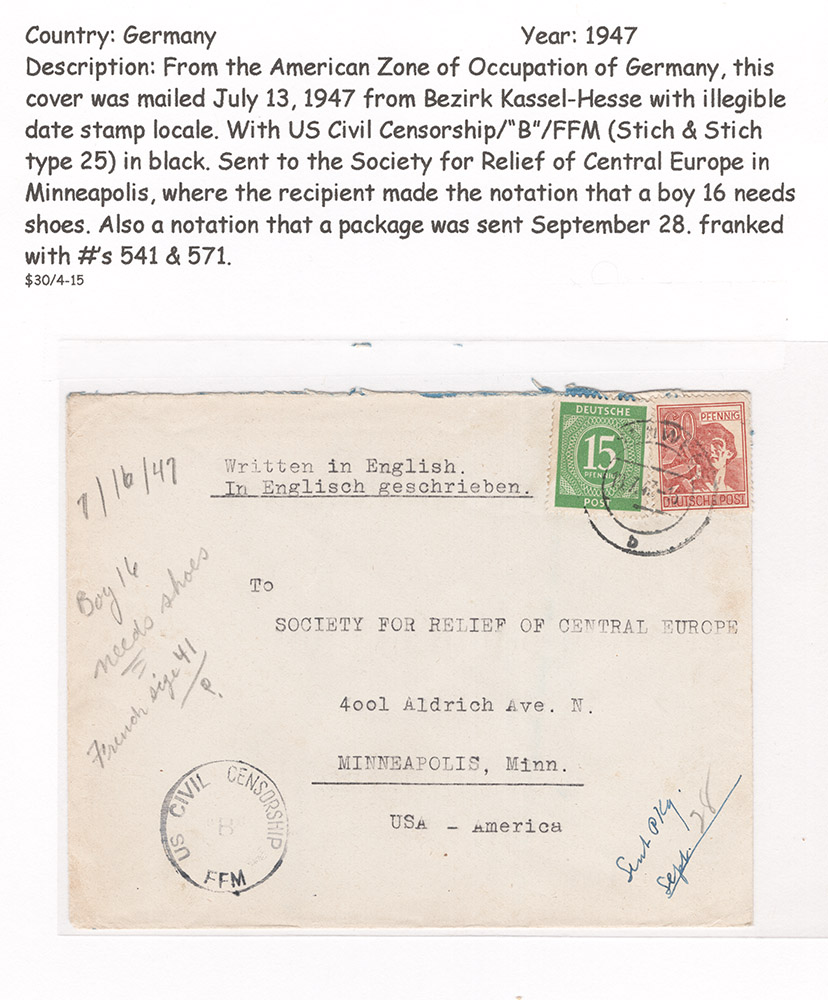 Country: Germany Year: 1947
Description: From the American Zone of Occupation of Germany, this
cover was mailed July 13, 1947 from Bezirk Kassel-Hesse with illegible
date stamp locale. With US Civil Censorship/“B”/FFM (Stich & Stich
type 25) in black. Sent to the Society for Relief of Central Europe in
Minneapolis, where the recipient made the notation that a boy 16 needs
shoes. Also a notation that a package was sent September 28. franked
with #'s 541 & 571.
$30/4-15
DEUTSCHE
15
PFENNIG
POST
PFENNIG
DEUTSCHE POST
b
7/16/47
Written in English.
In Englisch geschrieben.
Boy 16
needs shoes
French size 41
To
SOCIETY FOR RELIEF OF CENTRAL EUROPE
4001 Aldrich Ave. N.
MINNEAPOLIS, Minn.
USA - America
US CIVIL CENSORSHIP
B
FFM
Sent Pkg.
Sept. 28